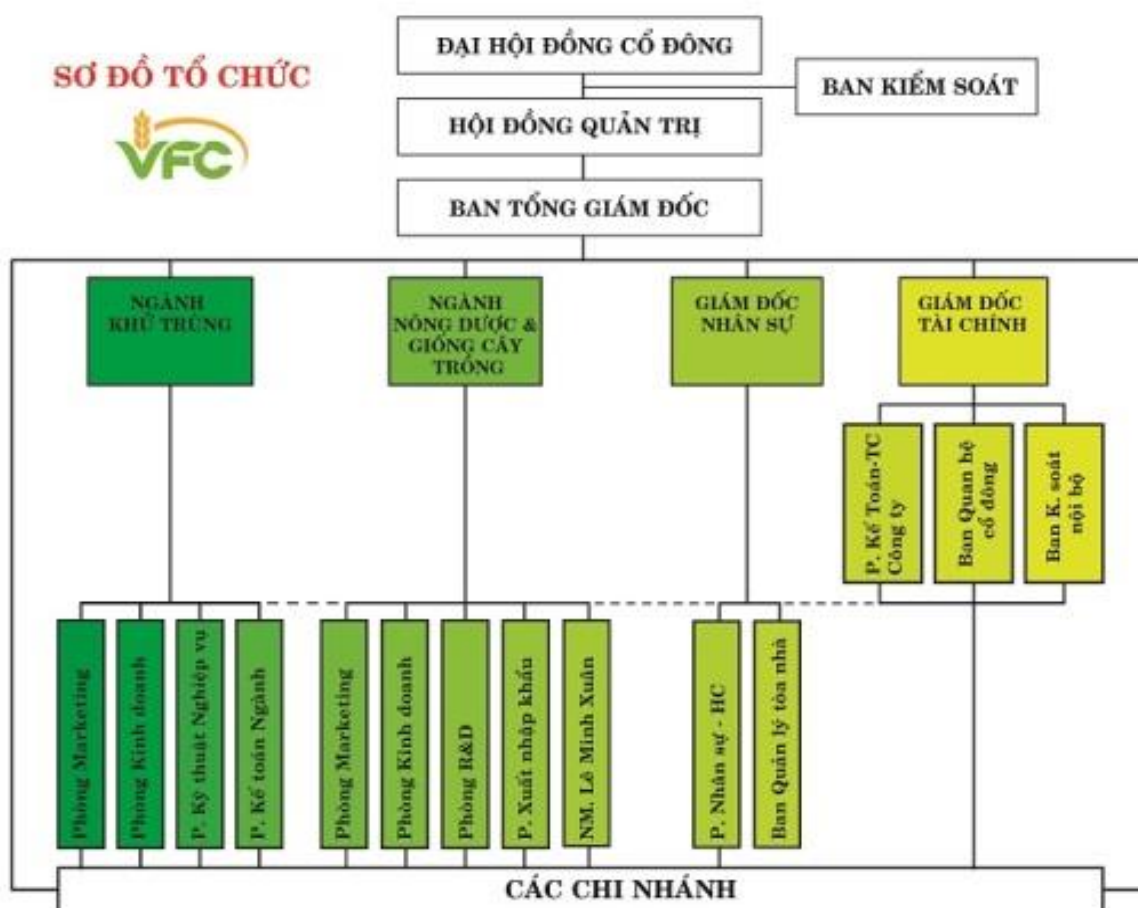 SƠ ĐỒ TỔ CHỨC
VFC
ĐẠI HỘI ĐỒNG CỔ ĐÔNG
BAN KIỂM SOÁT
HỘI ĐỒNG QUẢN TRỊ
BAN TỔNG GIÁM ĐỐC
NGÀNH
KHỬ TRÙNG
NGÀNH
NÔNG DƯỢC &
GIỐNG CÂY
TRỒNG
GIÁM ĐỐC
NHÂN SỰ
GIÁM ĐỐC
TÀI CHÍNH
P. Kế Toán-TC
Công ty
Ban Quan hệ
cổ đông
Ban K. soát
nội bộ
Phòng Marketing
Phòng Kinh doanh
P. Kỹ thuật Nghiệp vụ
P. Kế toán Ngành
Phòng Marketing
Phòng Kinh doanh
Phòng R&D
P. Xuất nhập khẩu
NM. Lê Minh Xuân
P. Nhân sự - HC
Ban Quản lý tòa nhà
CÁC CHI NHÁNH